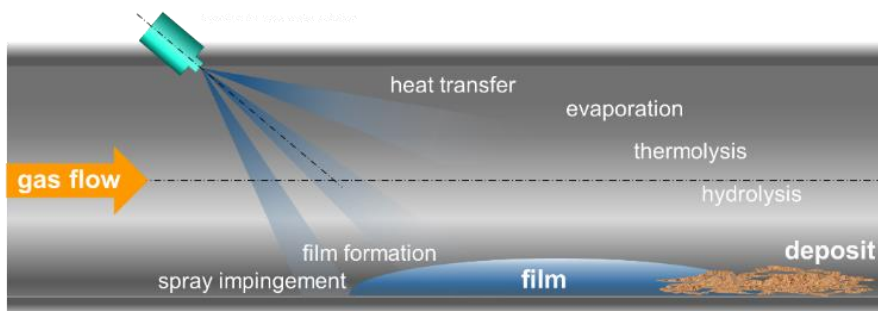 heat transfer
evaporation
thermolysis
gas flow
hydrolysis
film formation
deposit
spray impingement
film